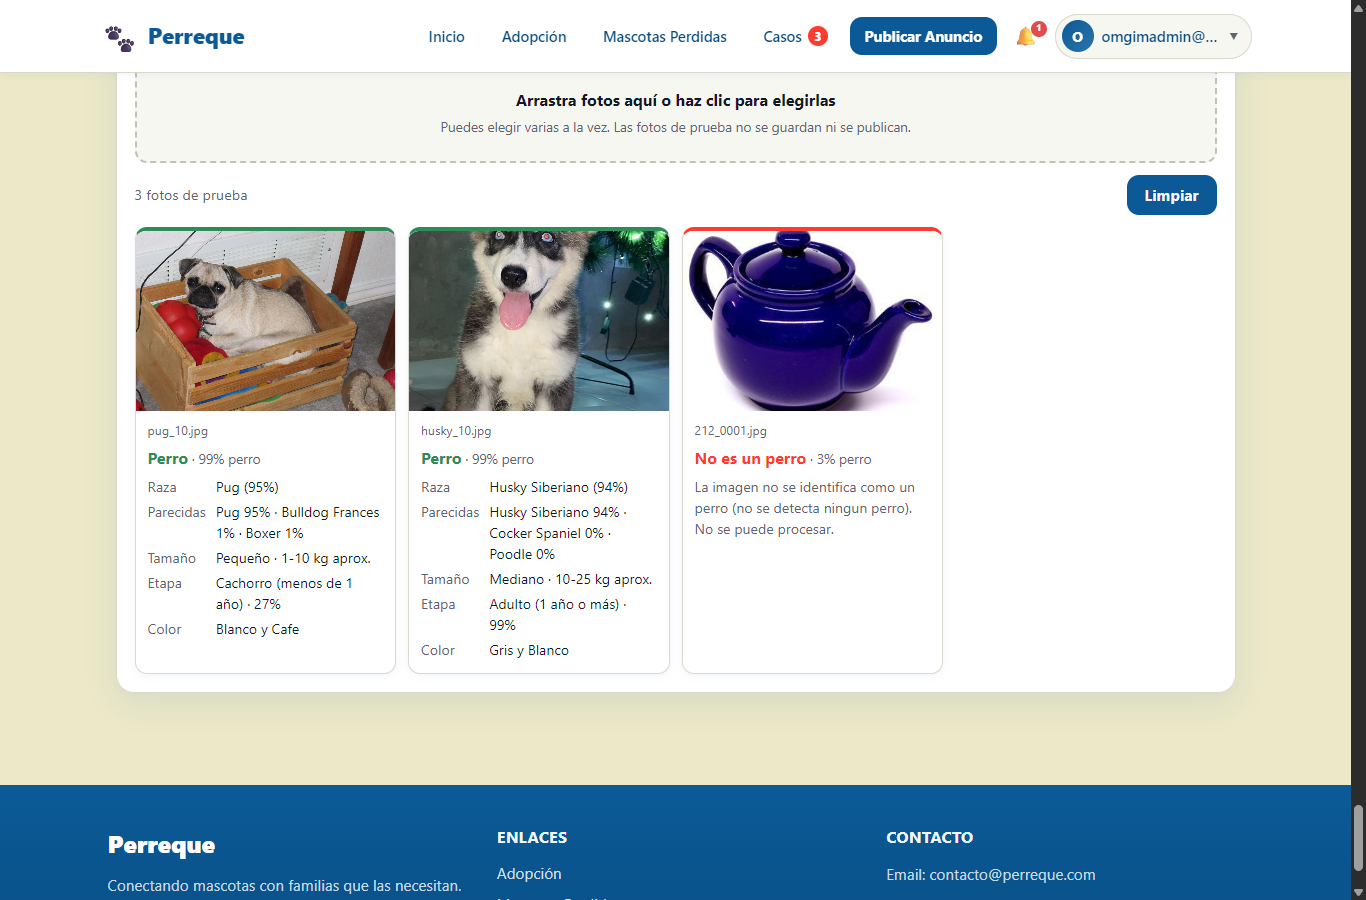 Perreque
Inicio
Adopción
Mascotas Perdidas
Casos 3
Publicar Anuncio
1
O
omgimadmin@...
Arrastra fotos aquí o haz clic para elegirlas
Puedes elegir varias a la vez. Las fotos de prueba no se guardan ni se publican.
3 fotos de prueba
Limpiar
pug_10.jpg
Perro · 99% perro
Raza Pug (95%)
Parecidas Pug 95% · Bulldog Frances
1% · Boxer 1%
Tamaño Pequeño · 1-10 kg aprox.
Etapa Cachorro (menos de 1
año) · 27%
Color Blanco y Cafe
husky_10.jpg
Perro · 99% perro
Raza Husky Siberiano (94%)
Parecidas Husky Siberiano 94% ·
Cocker Spaniel 0% ·
Poodle 0%
Tamaño Mediano · 10-25 kg aprox.
Etapa Adulto (1 año o más) ·
99%
Color Gris y Blanco
212_0001.jpg
No es un perro · 3% perro
La imagen no se identifica como un
perro (no se detecta ningun perro).
No se puede procesar.
Perreque
Conectando mascotas con familias que las necesitan.
ENLACES
Adopción
CONTACTO
Email: contacto@perreque.com